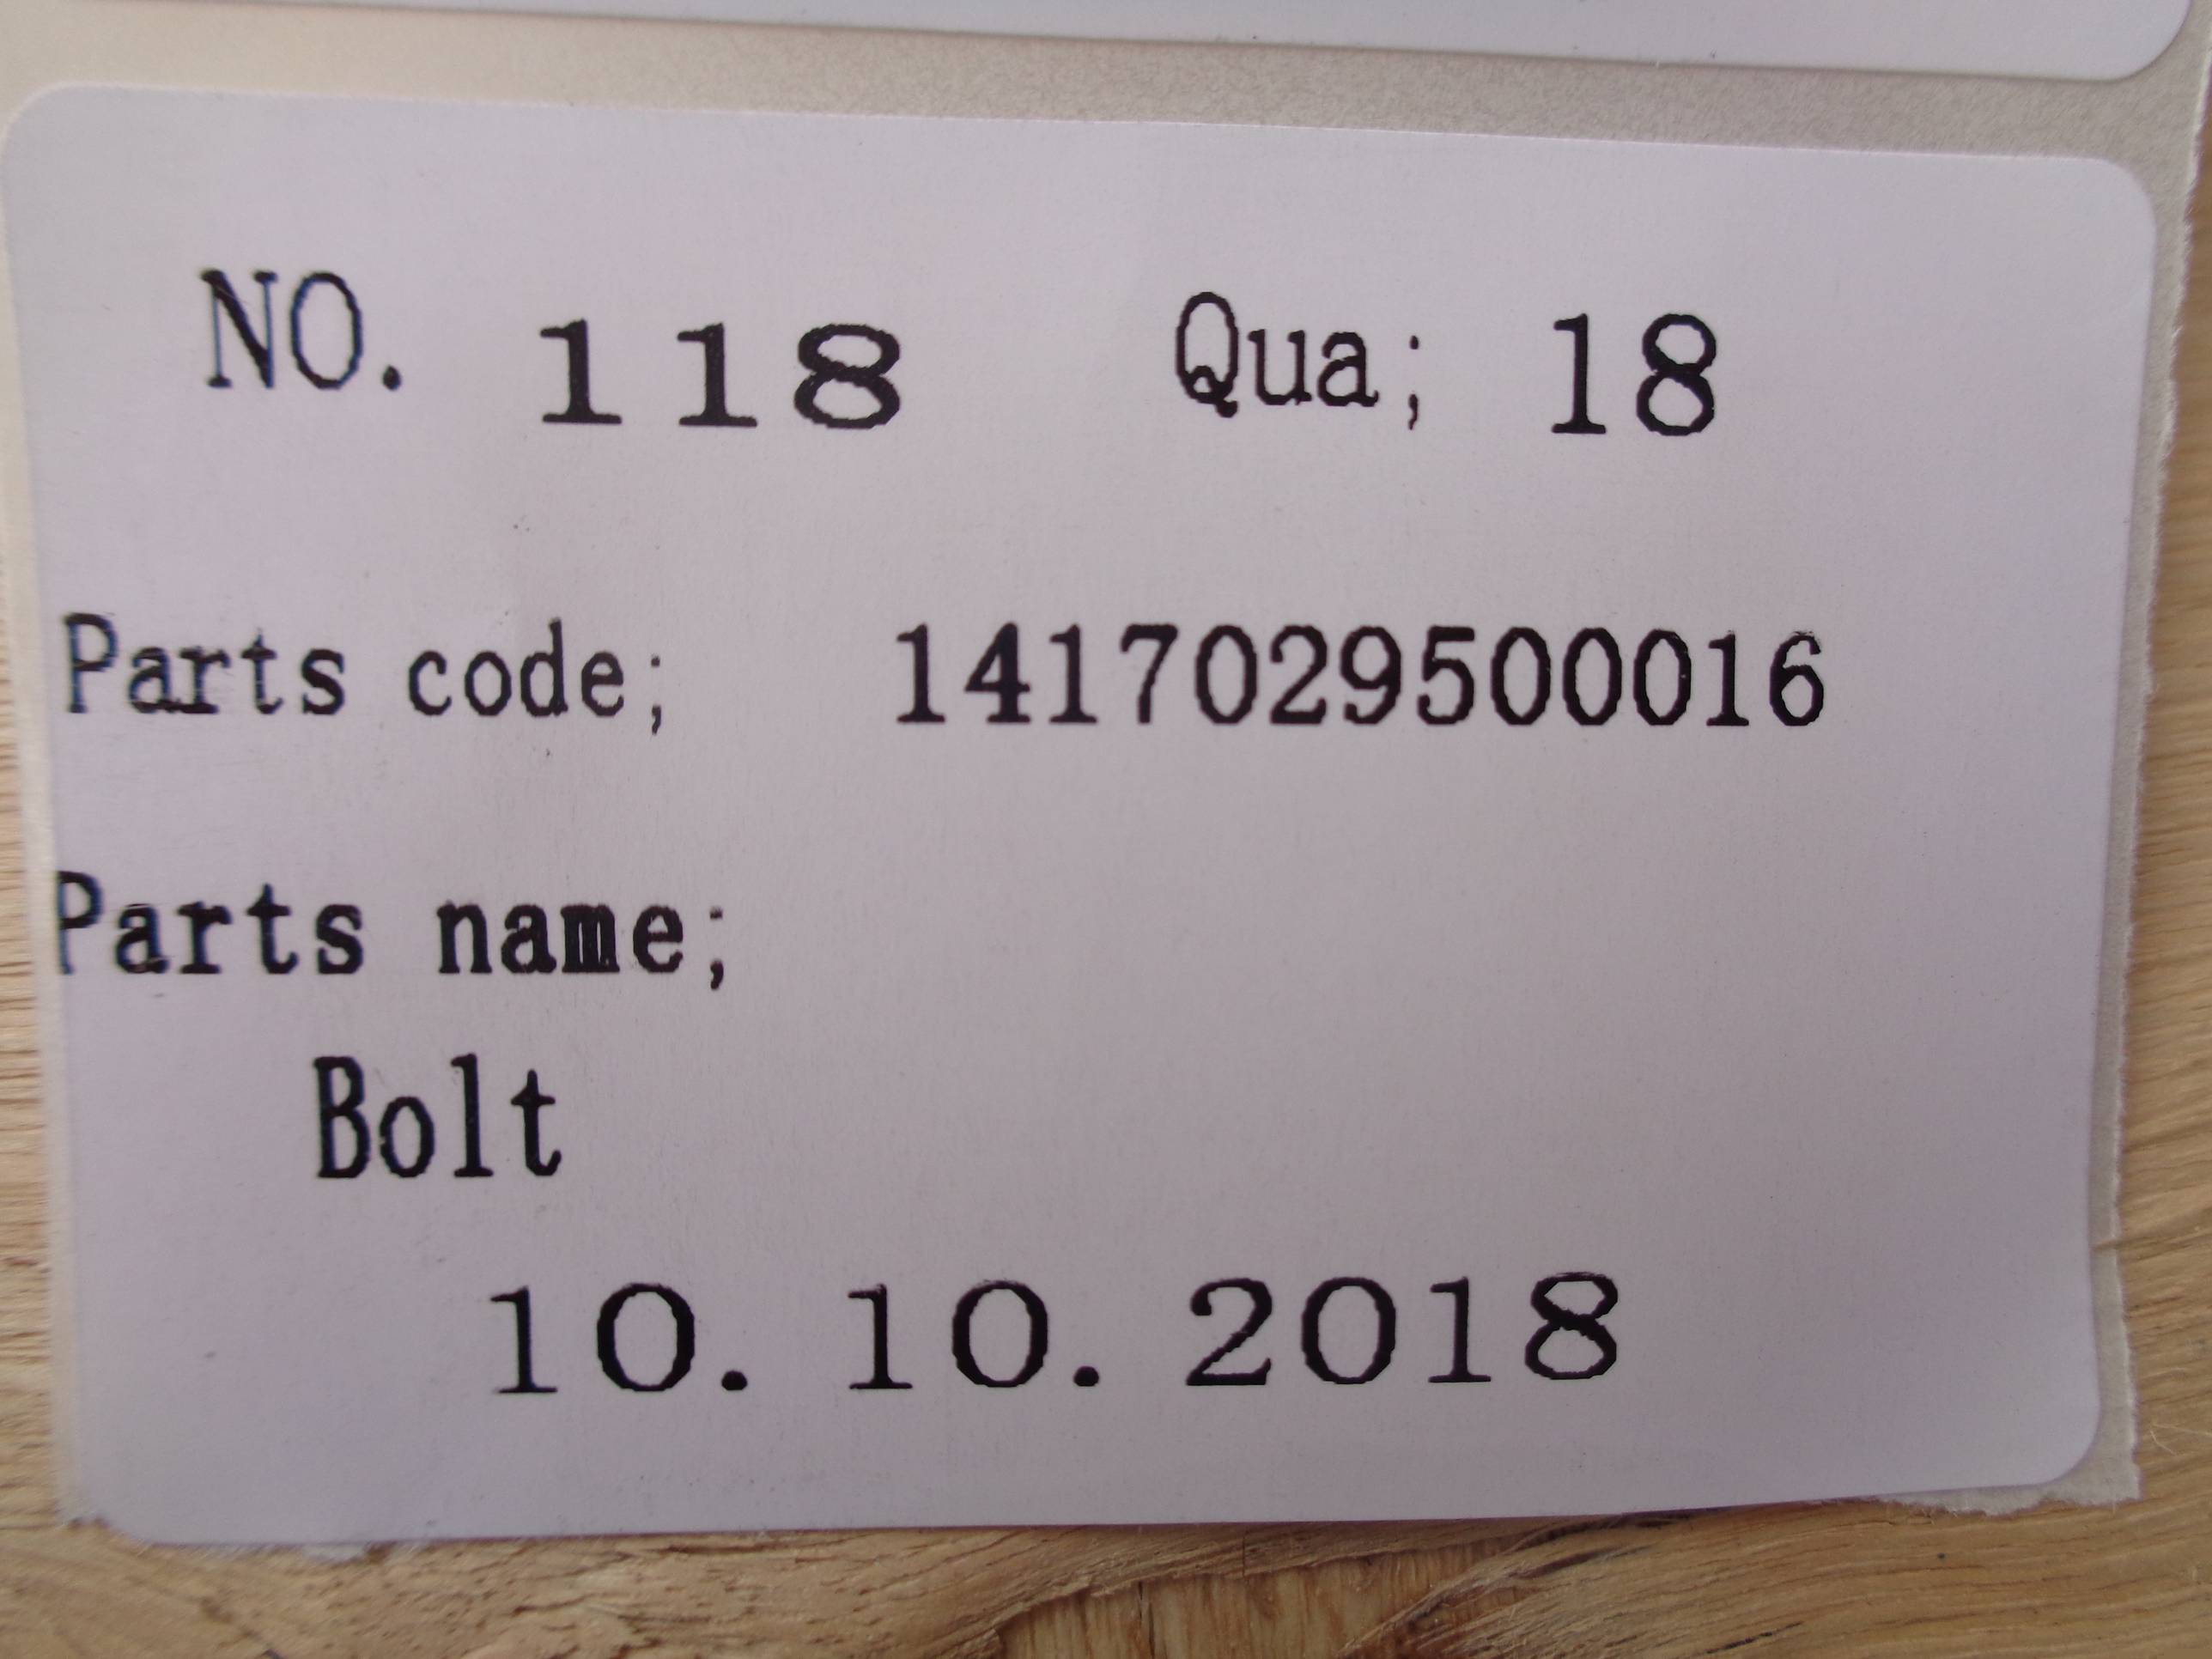 NO. 118 Qua; 18
Parts code; 1417029500016
Parts name;
Bolt
10.10.2018